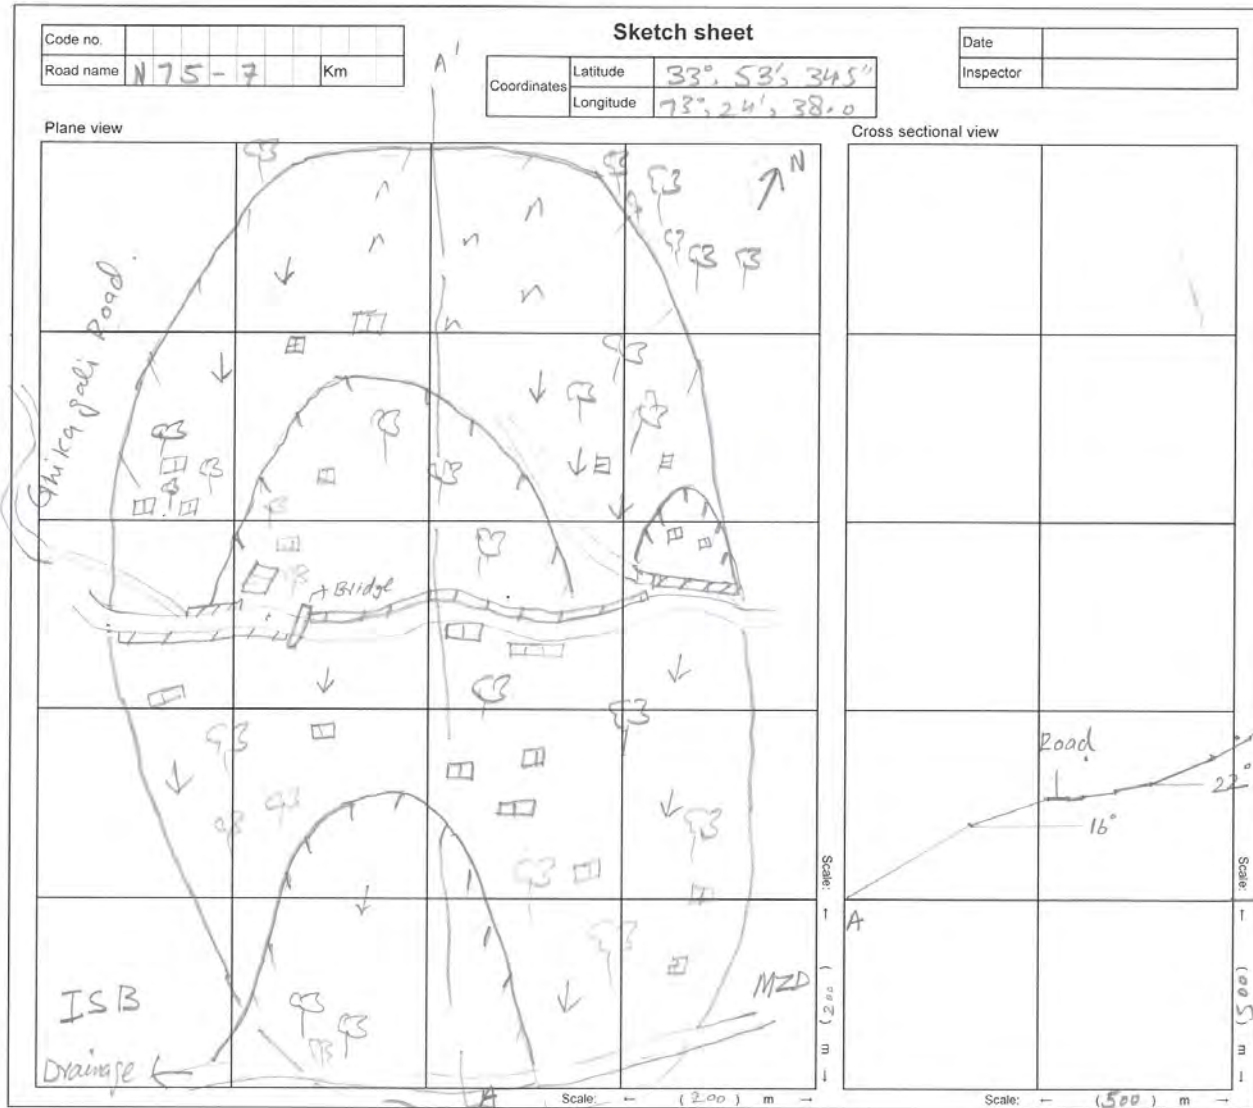 Sketch sheet
Code no.
Road name N75-7 Km
Coordinates
Latitude 33°, 53', 345"
Longitude 73°, 24', 38.0
Date
Inspector
Plane view
Cross sectional view
A'
N
Ghika gali Road.
Bridge
Road
22°
16°
A
ISB
MZD
Drainage
A
Scale: ← (200) m →
Scale: ← (200) m →
Scale: ← (500) m →
Scale: ← (500) m →